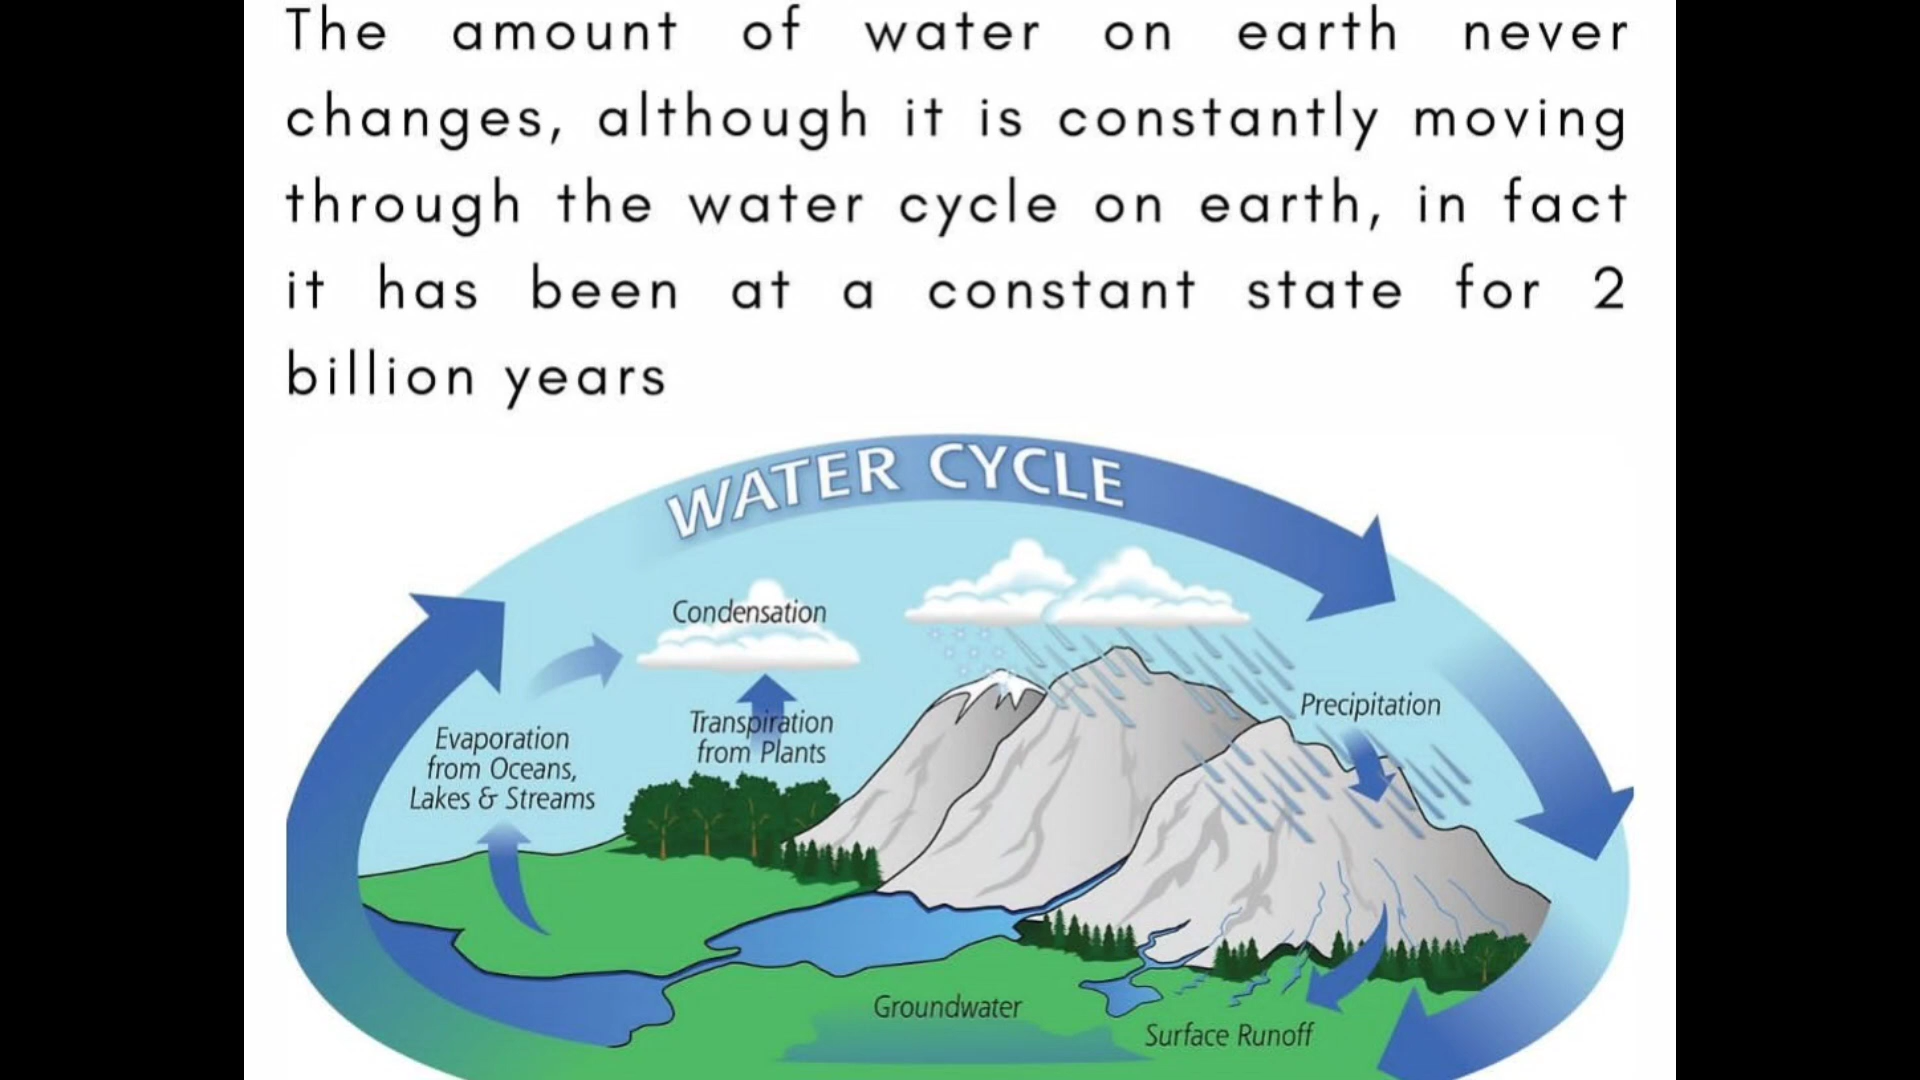 The amount of water on earth never
changes, although it is constantly moving
through the water cycle on earth, in fact
it has been at a constant state for 2
billion years
WATER CYCLE
Condensation
Precipitation
Transpiration
from Plants
Evaporation
from Oceans,
Lakes & Streams
Groundwater
Surface Runoff